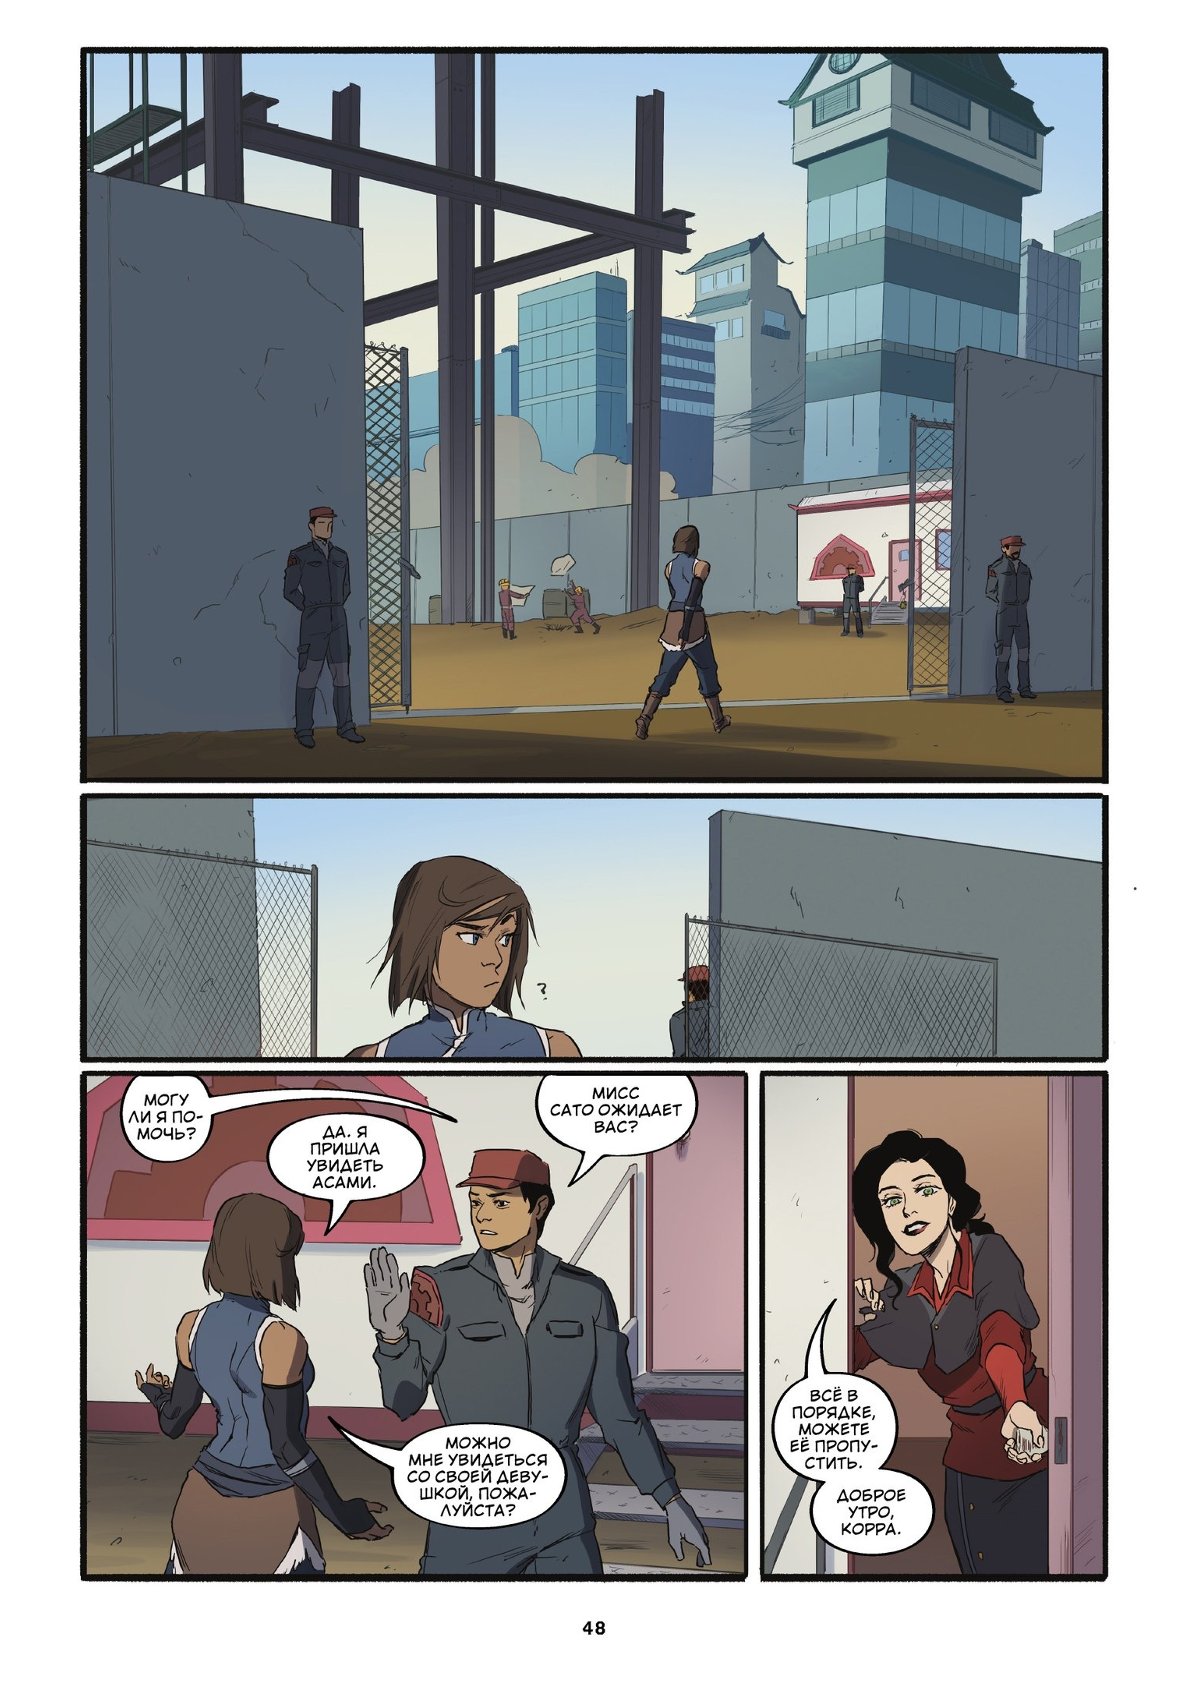 ?
МОГУ
ЛИ Я ПО-
МОЧЬ?
ДА. Я
ПРИШЛА
УВИДЕТЬ
АСАМИ.
МИСС
САТО ОЖИДАЕТ
ВАС?
МОЖНО
МНЕ УВИДЕТЬСЯ
СО СВОЕЙ ДЕВУ-
ШКОЙ, ПОЖА-
ЛУЙСТА?
ВСЁ В
ПОРЯДКЕ,
МОЖЕТЕ
ЕЁ ПРОПУ-
СТИТЬ.
ДОБРОЕ
УТРО,
КОРРА.
48